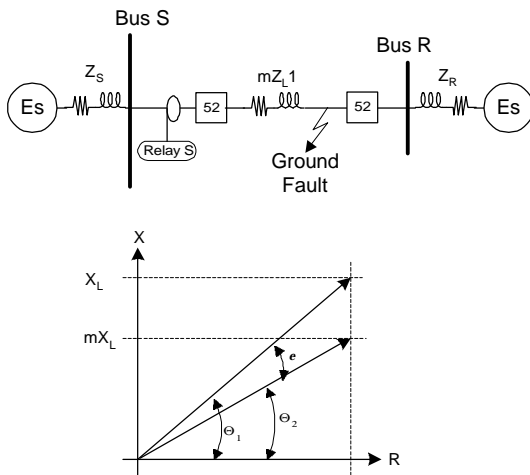 Bus S
Bus R
Z_S
mZ_L1
Z_R
Es
52
52
Es
Relay S
Ground
Fault
X
X_L
mX_L
e
Θ_1
Θ_2
R